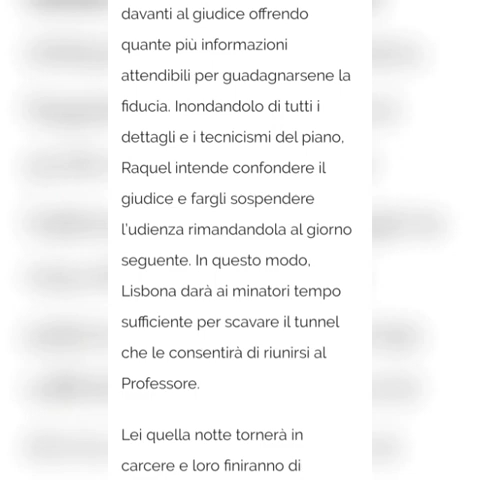 davanti al giudice offrendo
quante più informazioni
attendibili per guadagnarsene la
fiducia. Inondandolo di tutti i
dettagli e i tecnicismi del piano,
Raquel intende confondere il
giudice e fargli sospendere
l'udienza rimandandola al giorno
seguente. In questo modo,
Lisbona darà ai minatori tempo
sufficiente per scavare il tunnel
che le consentirà di riunirsi al
Professore.
Lei quella notte tornerà in
carcere e loro finiranno di